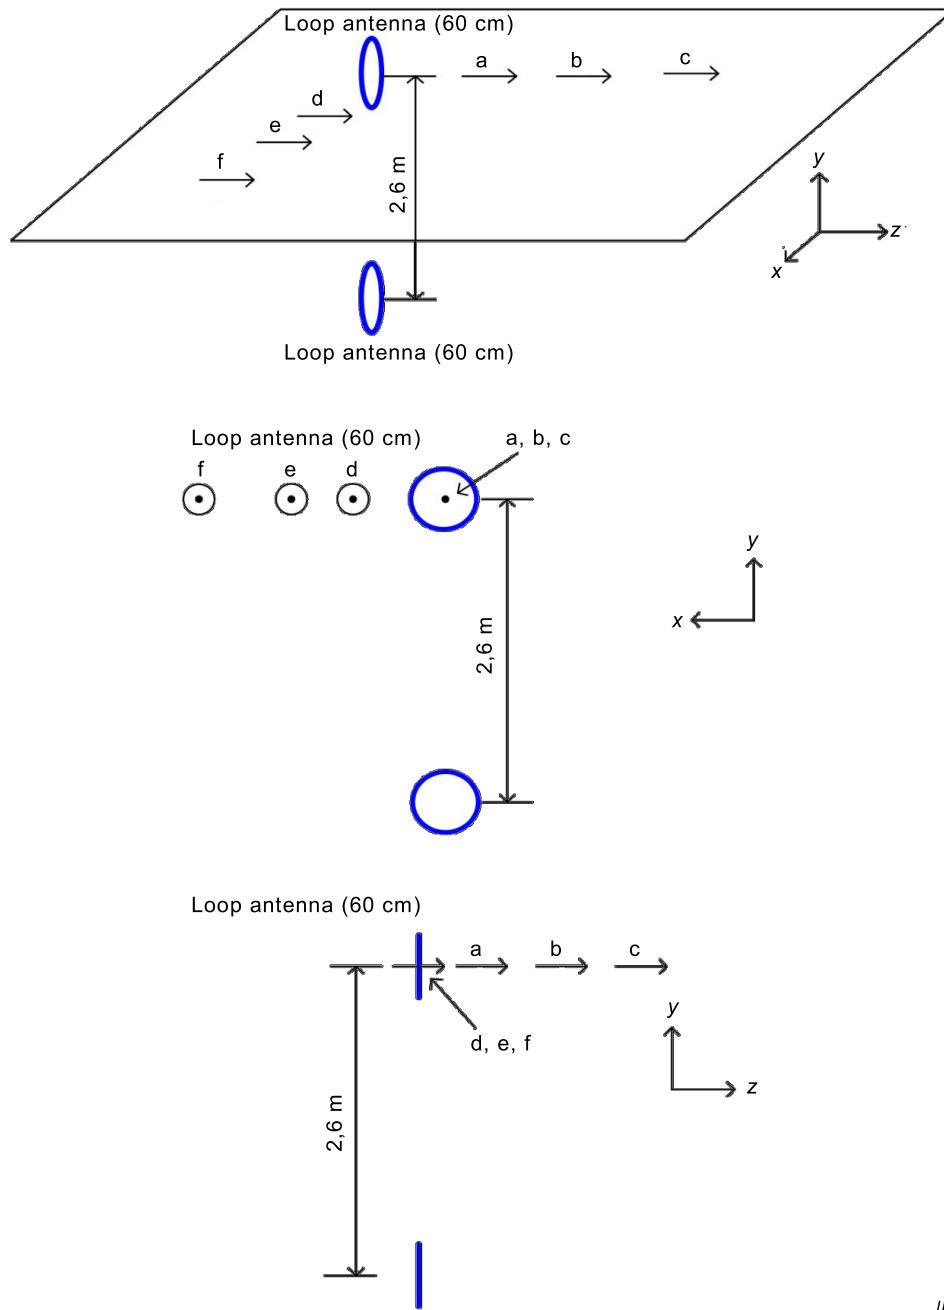 Loop antenna (60 cm)
a
b
c
d
e
f
2,6 m
y
z
x
Loop antenna (60 cm)
Loop antenna (60 cm)
a, b, c
f
e
d
y
x
2,6 m
Loop antenna (60 cm)
a
b
c
d, e, f
y
z
2,6 m